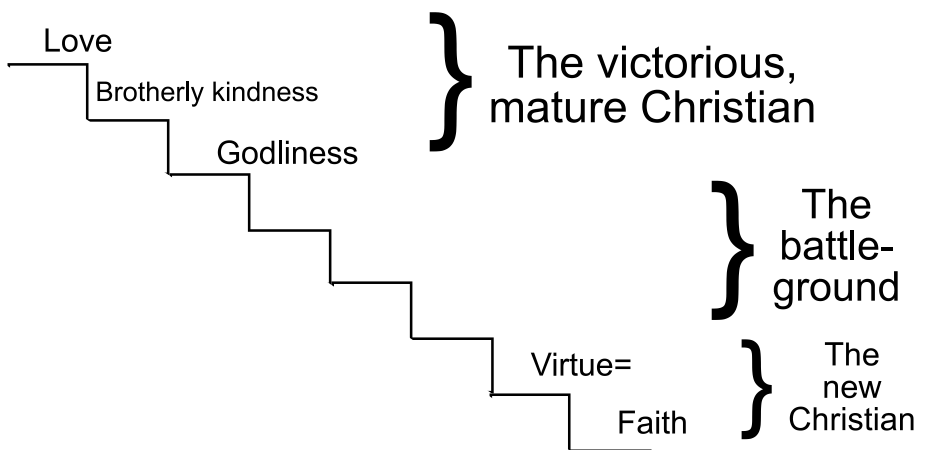 Love
Brotherly kindness
Godliness
The victorious,
mature Christian
The
battle-
ground
Virtue=
Faith
The
new
Christian